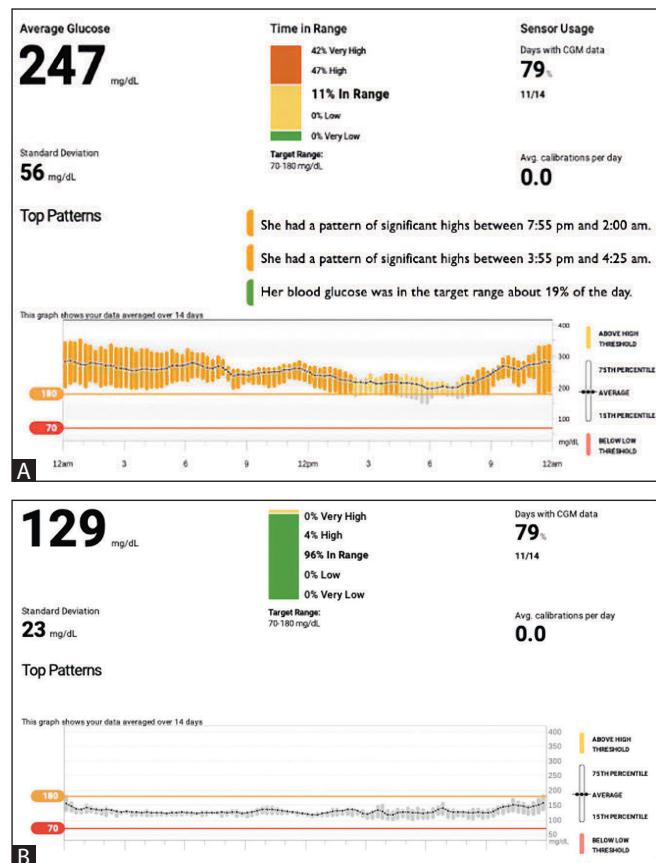 Average Glucose
247 mg/dL
Standard Deviation
56 mg/dL
Time in Range
42% Very High
47% High
11% In Range
0% Low
0% Very Low
Target Range:
70-180 mg/dL
Sensor Usage
Days with CGM data
79%
11/14
Avg. calibrations per day
0.0
Top Patterns
She had a pattern of significant highs between 7:55 pm and 2:00 am.
She had a pattern of significant highs between 3:55 pm and 4:25 am.
Her blood glucose was in the target range about 19% of the day.
This graph shows your data averaged over 14 days
400
300
200
100
mg/dL
180
70
12am 3 6 9 12pm 3 6 9 12am
ABOVE HIGH
THRESHOLD
75TH PERCENTILE
AVERAGE
15TH PERCENTILE
BELOW LOW
THRESHOLD
A
129 mg/dL
Standard Deviation
23 mg/dL
0% Very High
4% High
96% In Range
0% Low
0% Very Low
Target Range:
70-180 mg/dL
Days with CGM data
79%
11/14
Avg. calibrations per day
0.0
Top Patterns
This graph shows your data averaged over 14 days
400
350
300
250
200
150
100
50
mg/dL
180
70
ABOVE HIGH
THRESHOLD
75TH PERCENTILE
AVERAGE
15TH PERCENTILE
BELOW LOW
THRESHOLD
B